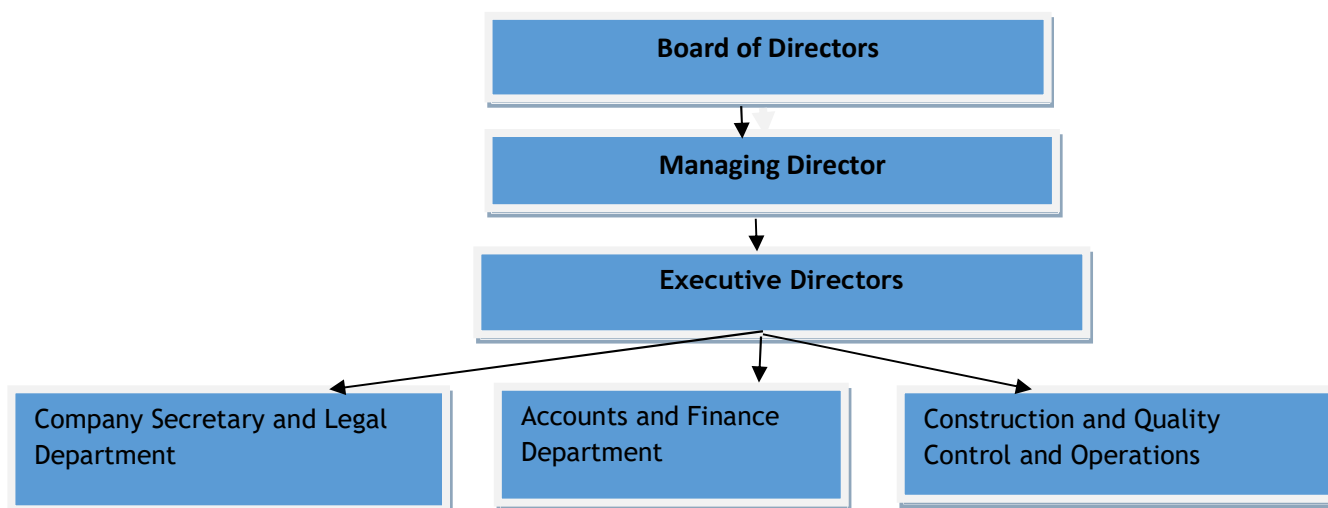 Board of Directors
Managing Director
Executive Directors
Company Secretary and Legal
Department
Accounts and Finance
Department
Construction and Quality
Control and Operations